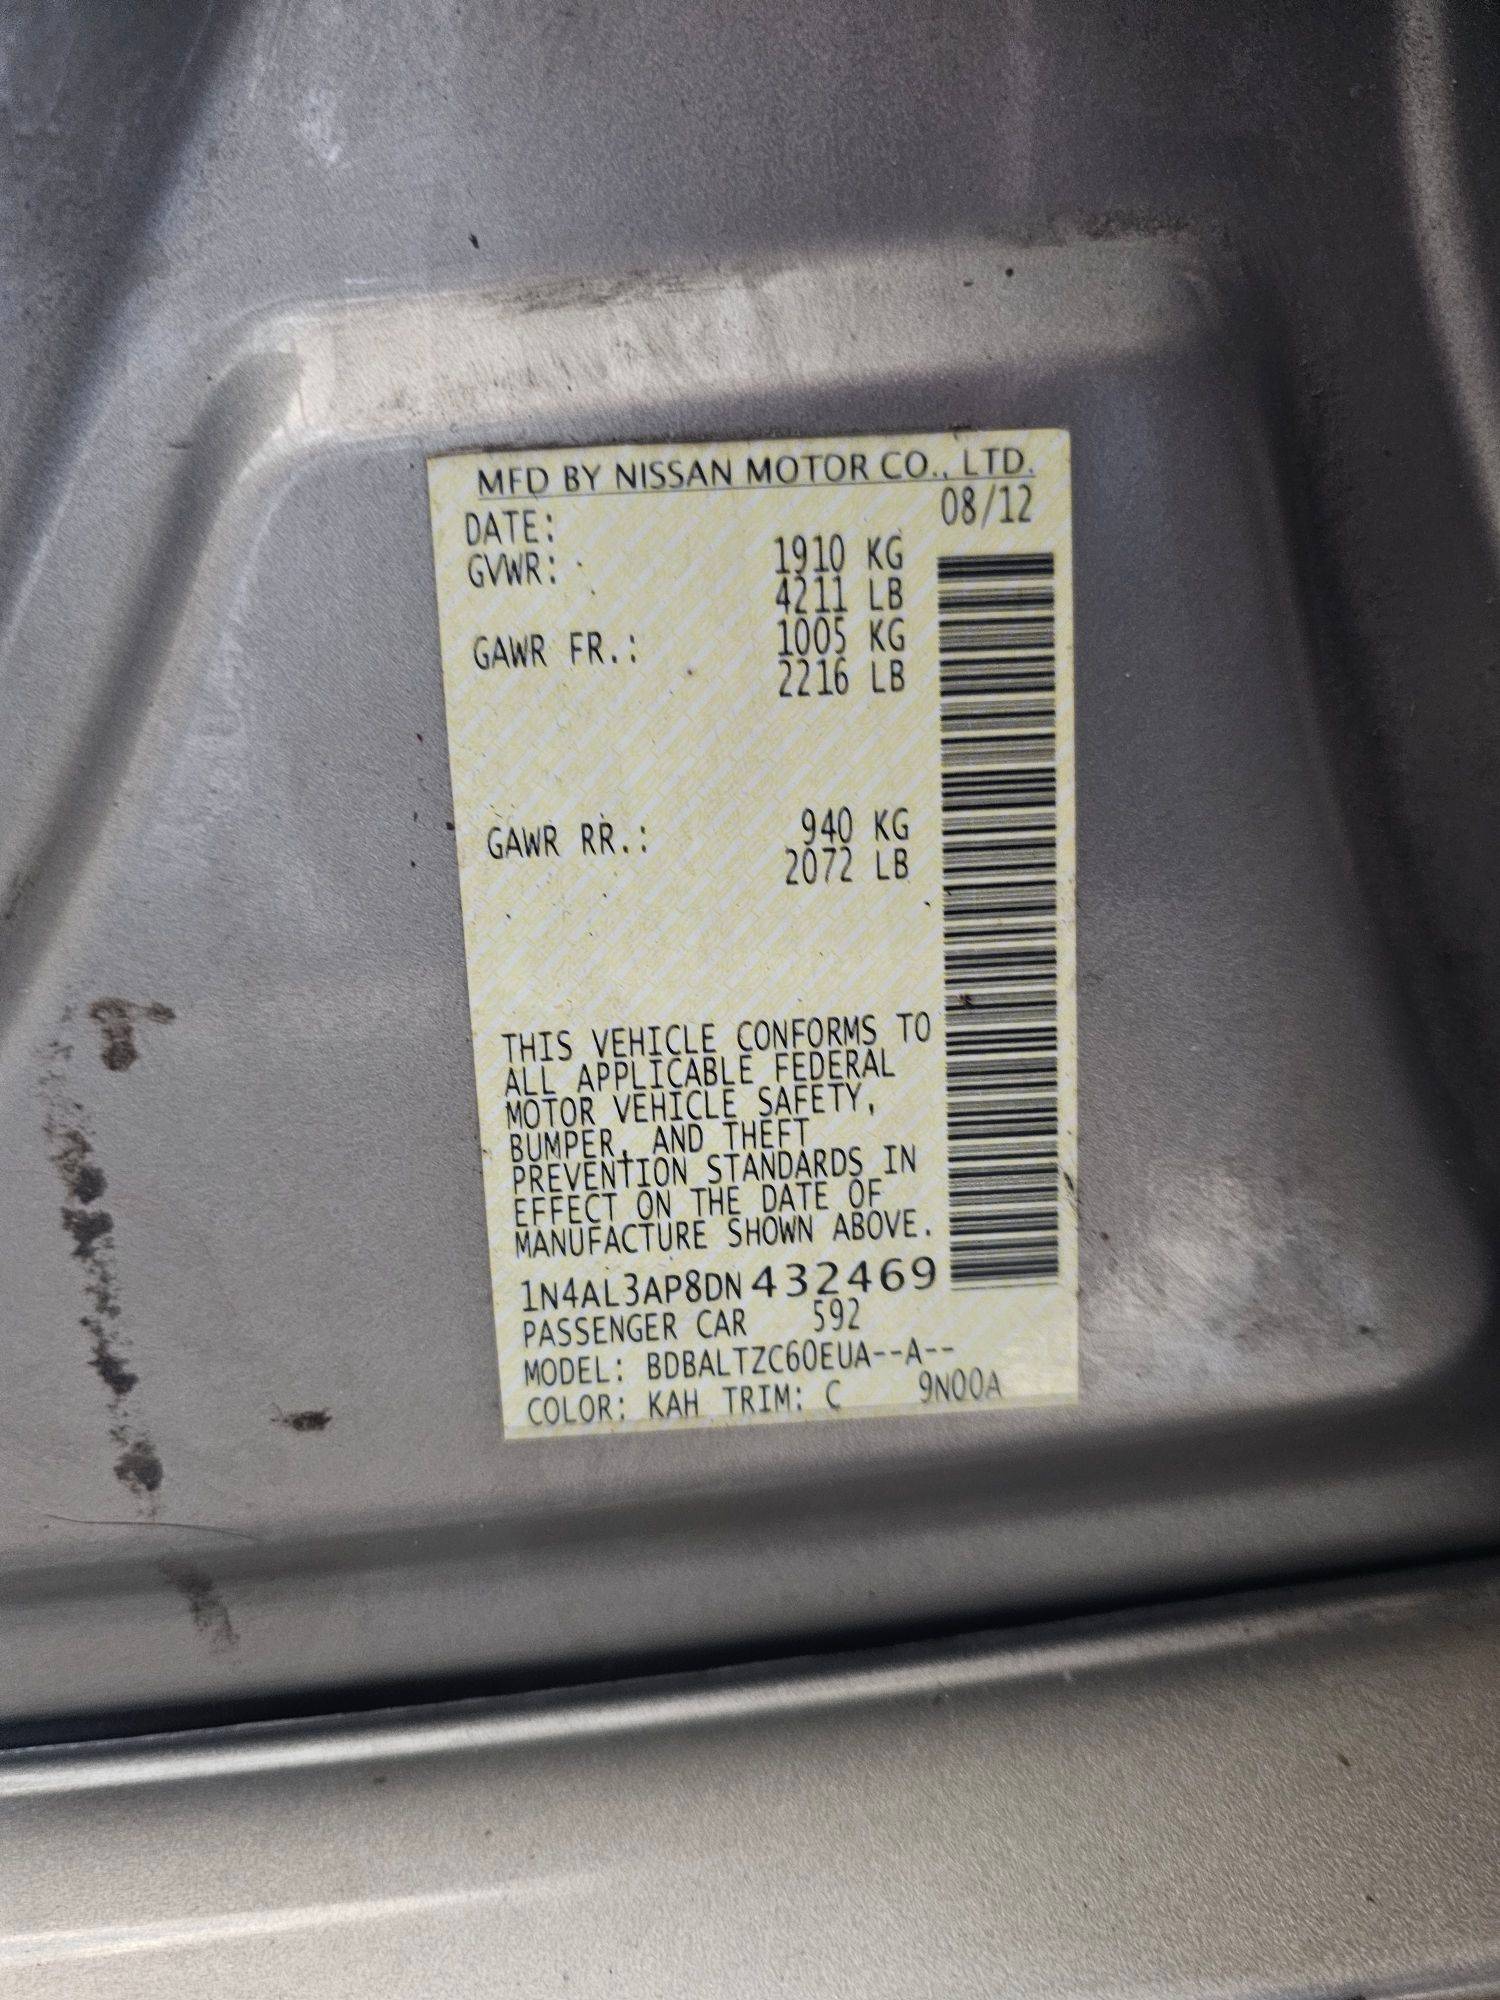 MFD BY NISSAN MOTOR CO., LTD.
DATE: 08/12
GVWR: 1910 KG
4211 LB
GAWR FR.: 1005 KG
2216 LB
GAWR RR.: 940 KG
2072 LB
THIS VEHICLE CONFORMS TO
ALL APPLICABLE FEDERAL
MOTOR VEHICLE SAFETY,
BUMPER, AND THEFT
PREVENTION STANDARDS IN
EFFECT ON THE DATE OF
MANUFACTURE SHOWN ABOVE.
1N4AL3AP8DN432469
PASSENGER CAR 592
MODEL: BDBALTZC60EUA--A--
COLOR: KAH TRIM: C 9N00A